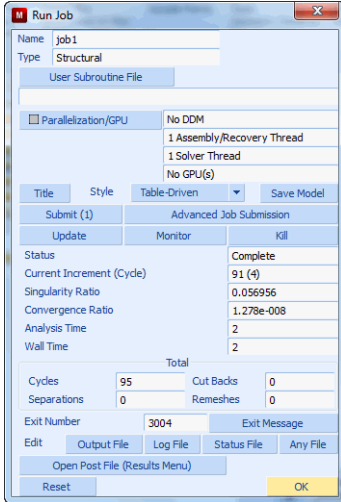 M Run Job
Name job1
Type Structural
User Subroutine File
Parallelization/GPU No DDM
1 Assembly/Recovery Thread
1 Solver Thread
No GPU(s)
Title Style Table-Driven Save Model
Submit (1) Advanced Job Submission
Update Monitor Kill
Status Complete
Current Increment (Cycle) 91 (4)
Singularity Ratio 0.056956
Convergence Ratio 1.278e-008
Analysis Time 2
Wall Time 2
Total
Cycles 95 Cut Backs 0
Separations 0 Remeshes 0
Exit Number 3004 Exit Message
Edit Output File Log File Status File Any File
Open Post File (Results Menu)
Reset OK